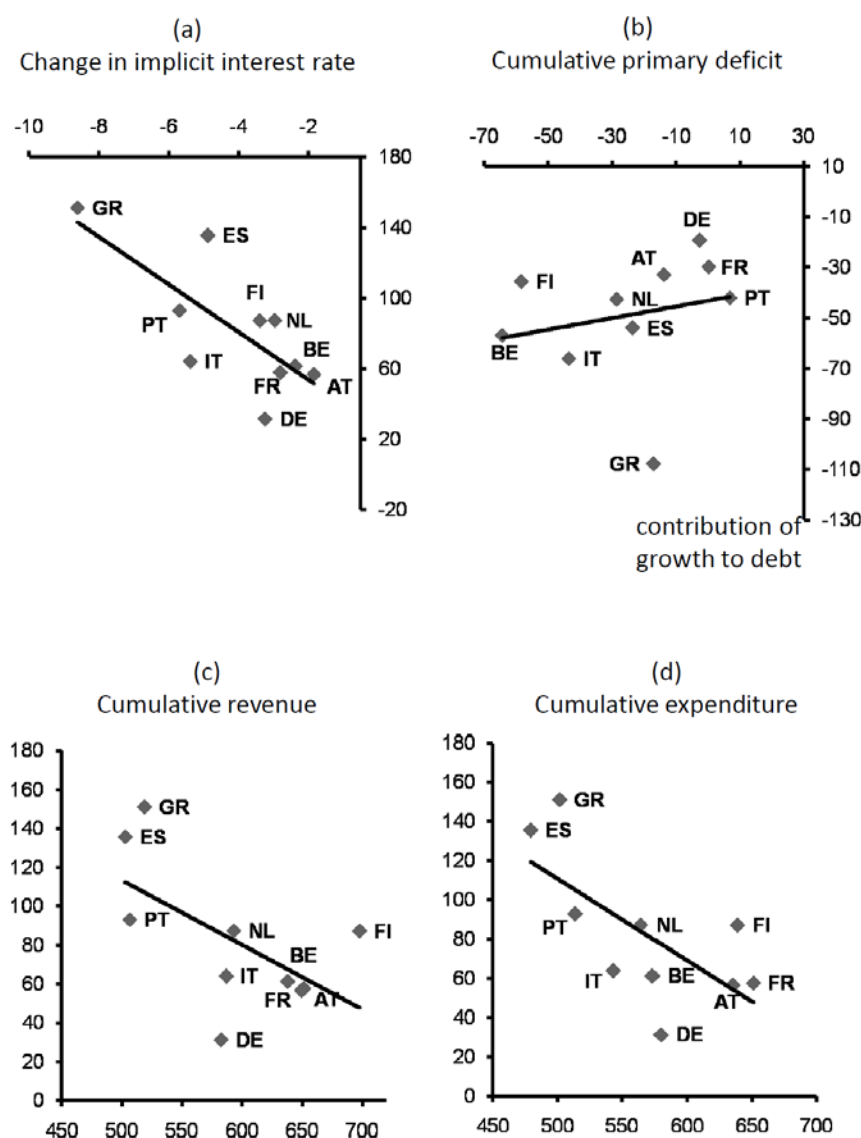 (a)
Change in implicit interest rate
-10 -8 -6 -4 -2
180
GR
140
ES
FI
100
PT
NL
BE
IT
60
FR
AT
DE
20
-20
(b)
Cumulative primary deficit
-70 -50 -30 -10 10 30
10
DE
-10
AT
FR
-30
FI
NL
PT
-50
ES
BE
IT
-70
-90
GR
-110
-130
contribution of
growth to debt
(c)
Cumulative revenue
180
160
GR
140
ES
120
100
PT
NL
FI
80
BE
IT
60
FR
AT
40
DE
20
0
450 500 550 600 650 700
(d)
Cumulative expenditure
180
160
GR
140
ES
120
100
PT
NL
FI
80
IT
BE
FR
60
AT
40
DE
20
0
450 500 550 600 650 700